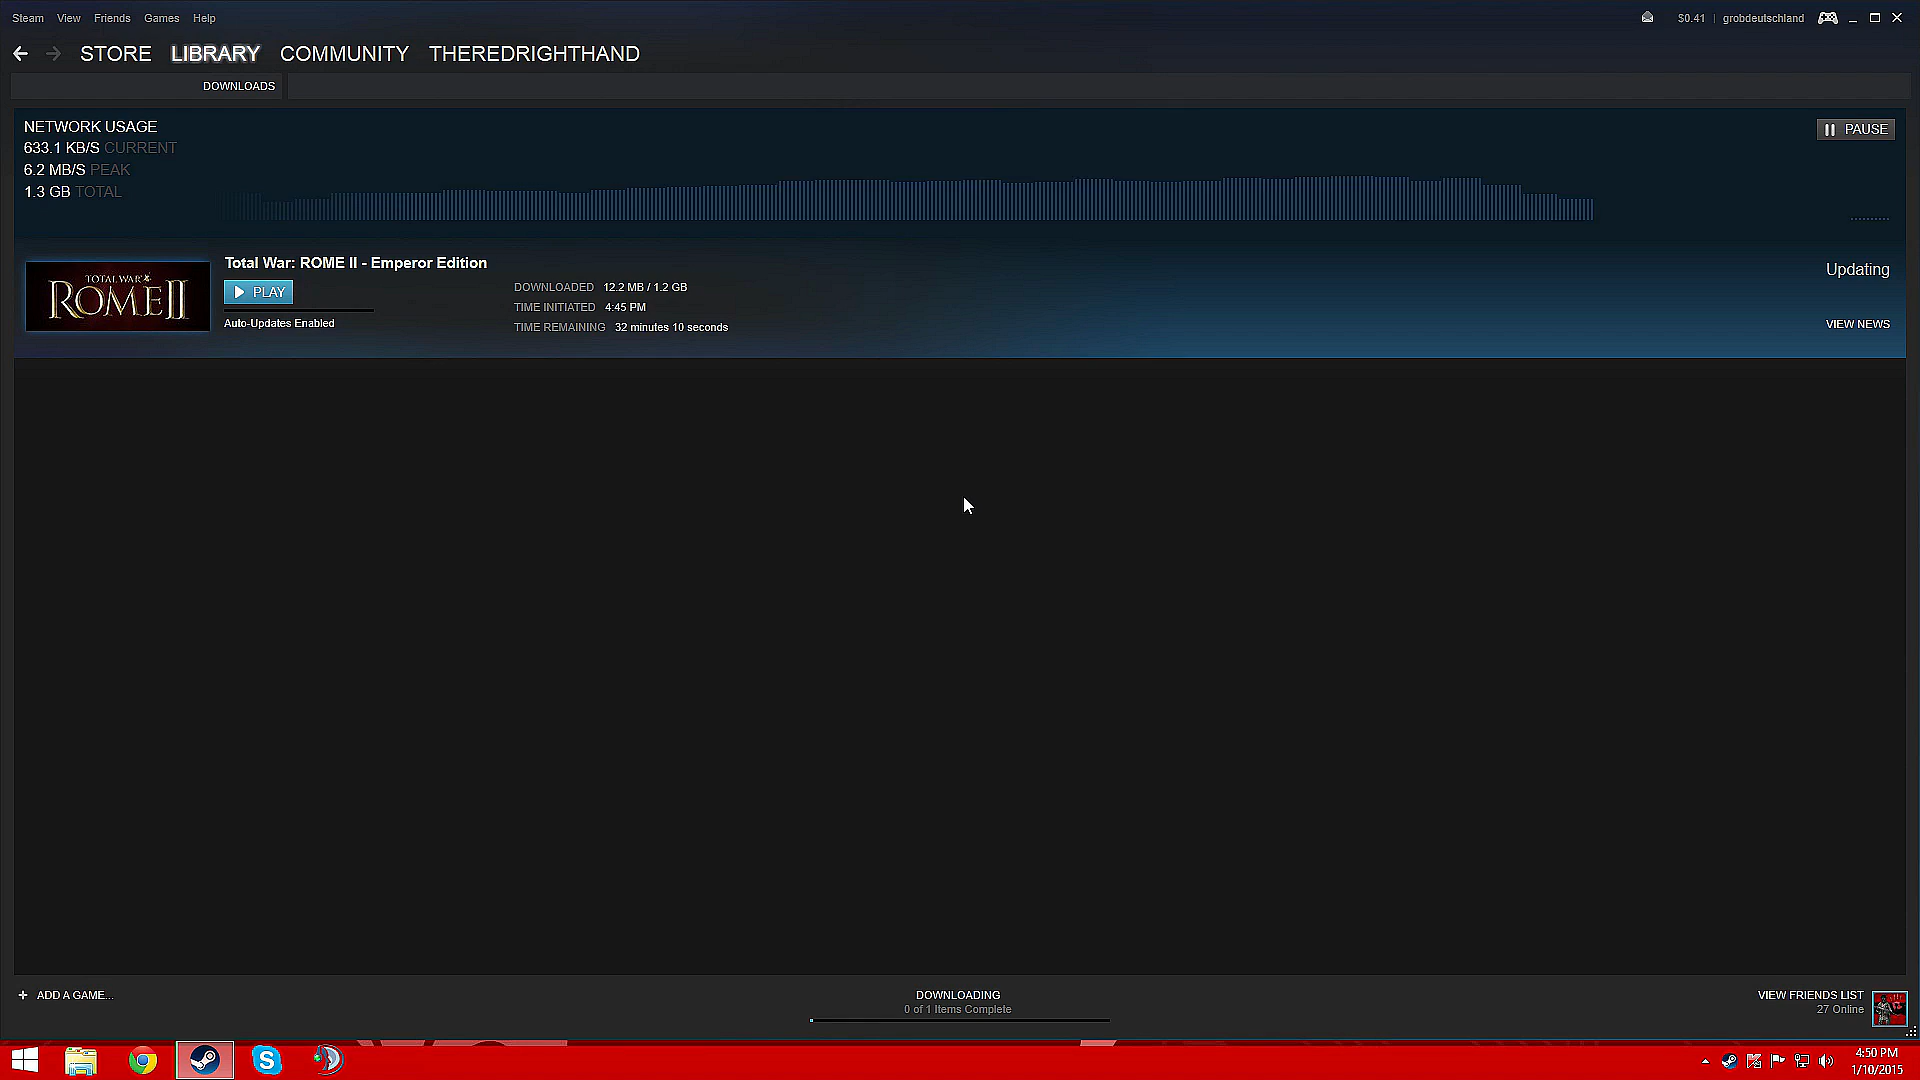 Steam View Friends Games Help
$0.41 grobdeutschland
STORE LIBRARY COMMUNITY THEREDRIGHTHAND
DOWNLOADS
NETWORK USAGE
633.1 KB/S CURRENT
6.2 MB/S PEAK
1.3 GB TOTAL
PAUSE
TOTAL WAR
ROME II
Total War: ROME II - Emperor Edition
PLAY
Auto-Updates Enabled
DOWNLOADED 12.2 MB / 1.2 GB
TIME INITIATED 4:45 PM
TIME REMAINING 32 minutes 10 seconds
Updating
VIEW NEWS
+ ADD A GAME...
DOWNLOADING
0 of 1 Items Complete
VIEW FRIENDS LIST
27 Online
4:50 PM
1/10/2015